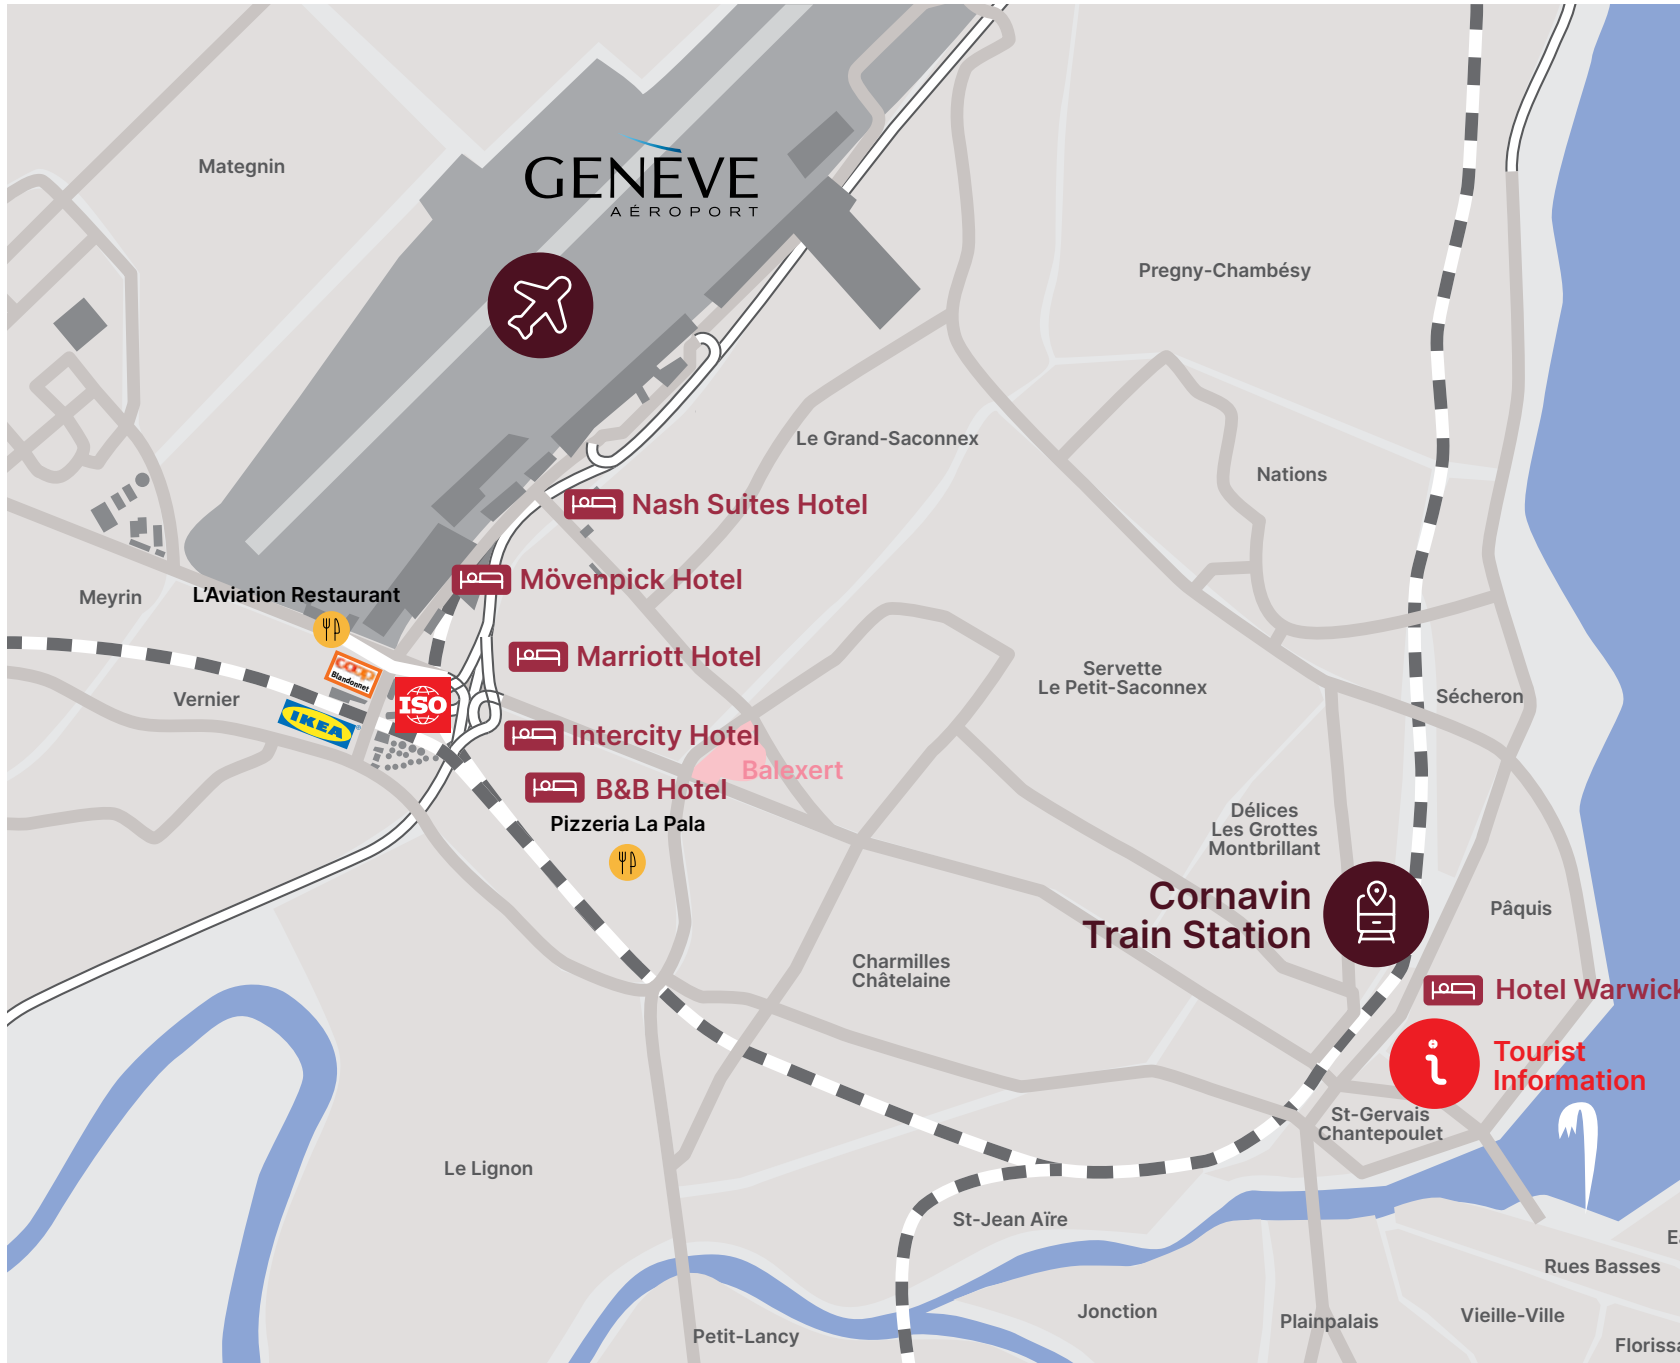 Mategnin
GENÈVE
AÉROPORT
Pregny-Chambésy
Le Grand-Saconnex
Nations
Nash Suites Hotel
Mövenpick Hotel
Meyrin
L'Aviation Restaurant
Marriott Hotel
Servette
Le Petit-Saconnex
Sécheron
coop
Blandonnet
Vernier
ISO
IKEA
Intercity Hotel
Balexert
B&B Hotel
Pizzeria La Pala
Délices
Les Grottes
Montbrillant
Cornavin
Train Station
Pâquis
Charmilles
Châtelaine
Hotel Warwick
Tourist
Information
St-Gervais
Chantepoulet
Le Lignon
St-Jean Aïre
Rues Basses
Jonction
Plainpalais
Vieille-Ville
Petit-Lancy
Floriss